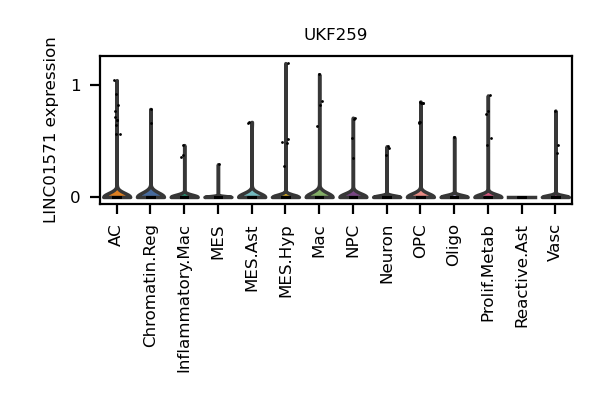 UKF259
LINC01571 expression
1
0
AC
Chromatin.Reg
Inflammatory.Mac
MES
MES.Ast
MES.Hyp
Mac
NPC
Neuron
OPC
Oligo
Prolif.Metab
Reactive.Ast
Vasc